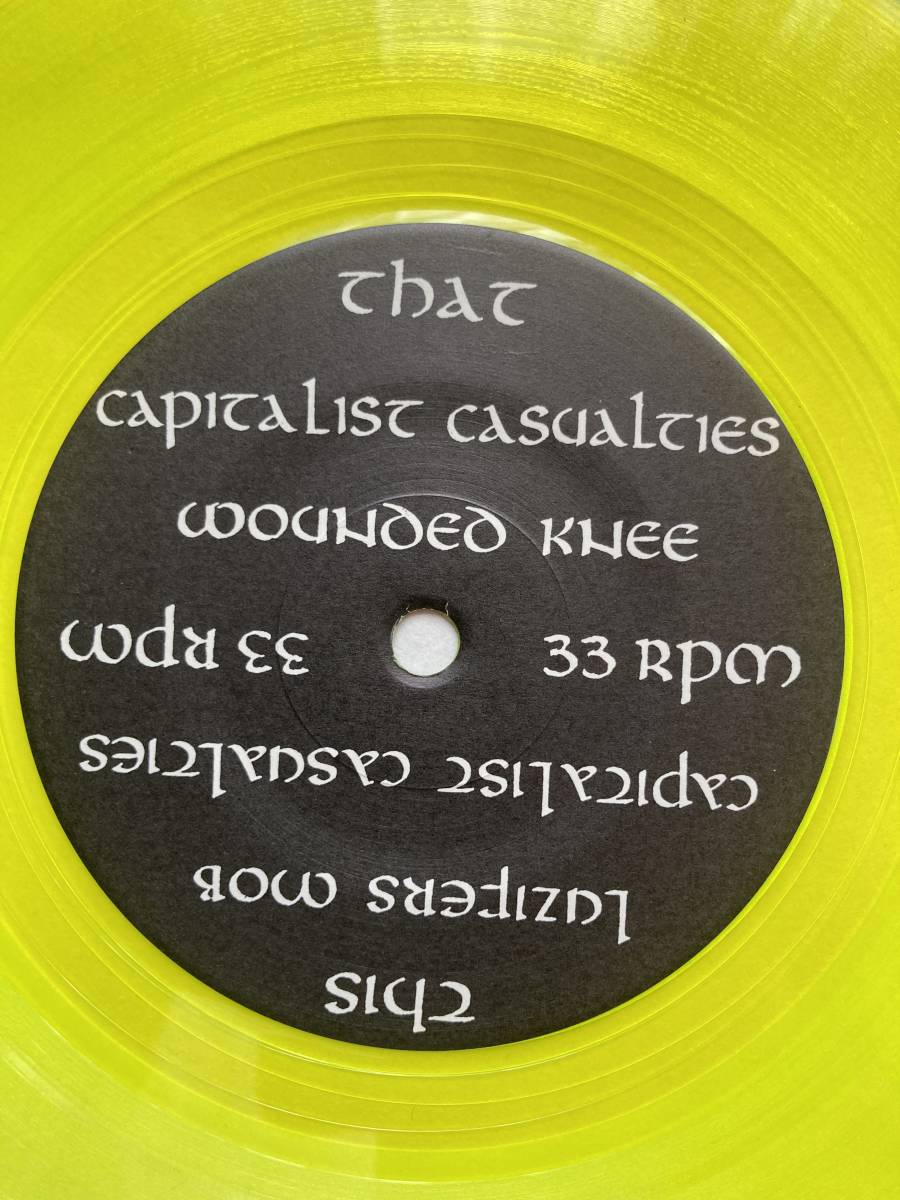 that
capitalist casualties
wounded knee
33 rpm
this
luzifers mob
capitalist casualties
33 rpm